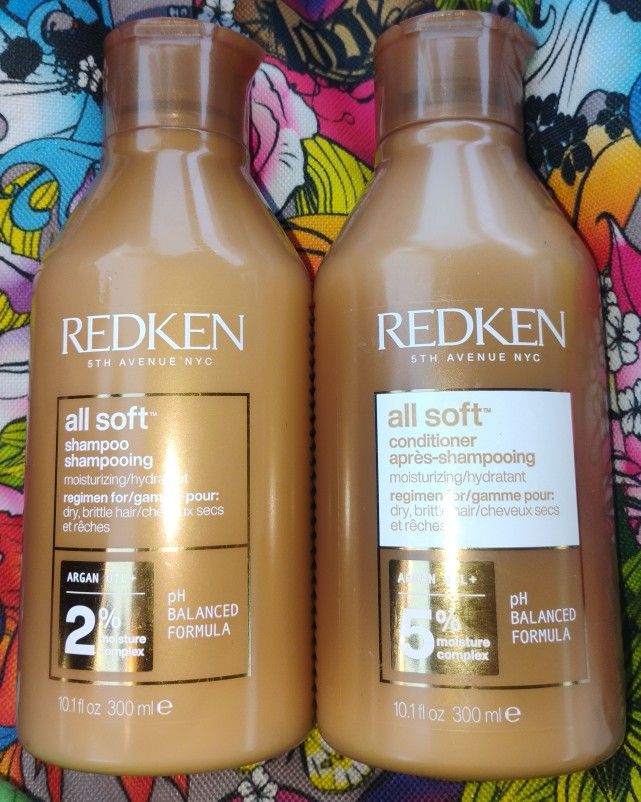 REDKEN
5TH AVENUE NYC
all soft™
shampoo
shampooing
moisturizing/hydratant
regimen for/gamme pour:
dry, brittle hair/cheveux secs
et rêches
ARGAN OIL +
2%
moisture
complex
pH
BALANCED
FORMULA
10.1 fl oz 300 ml e
REDKEN
5TH AVENUE NYC
all soft™
conditioner
après-shampooing
moisturizing/hydratant
regimen for/gamme pour:
dry, brittle hair/cheveux secs
et rêches
ARGAN OIL +
5%
moisture
complex
pH
BALANCED
FORMULA
10.1 fl oz 300 ml e